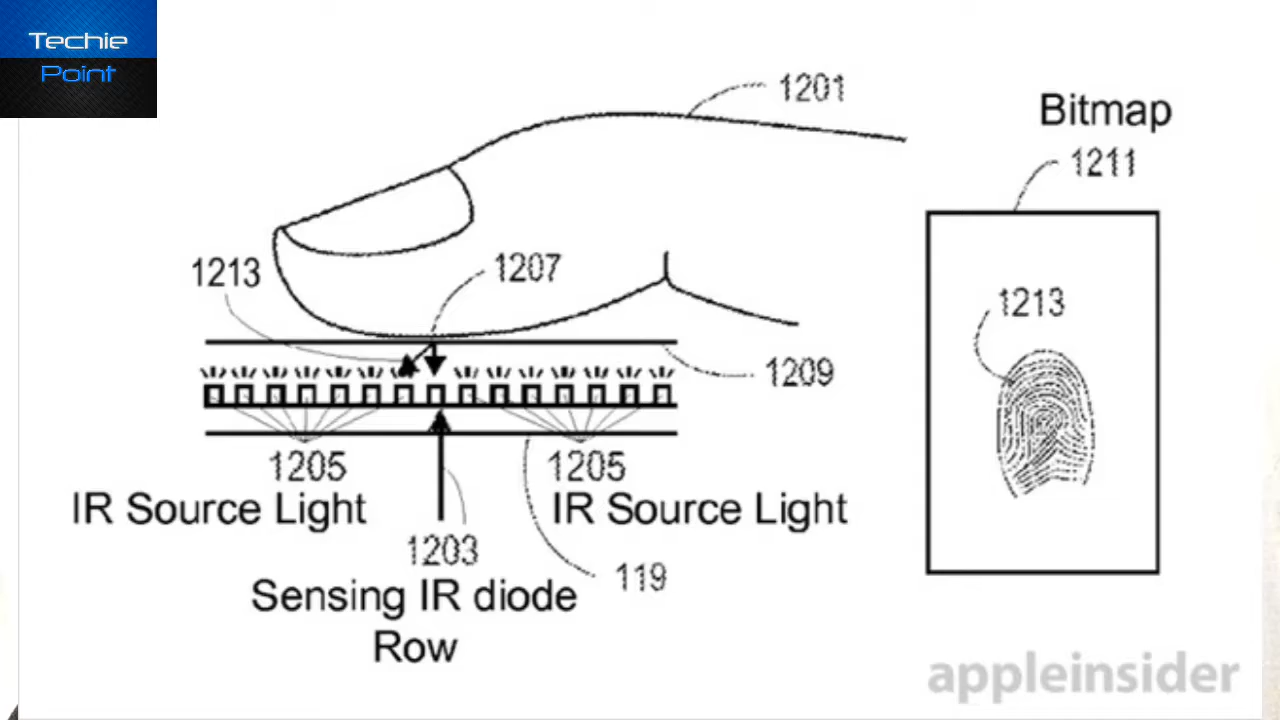 Techie
Point
1201
Bitmap
1211
1213
1207
1213
1209
1205
1205
IR Source Light
IR Source Light
1203
119
Sensing IR diode
Row
appleinsider